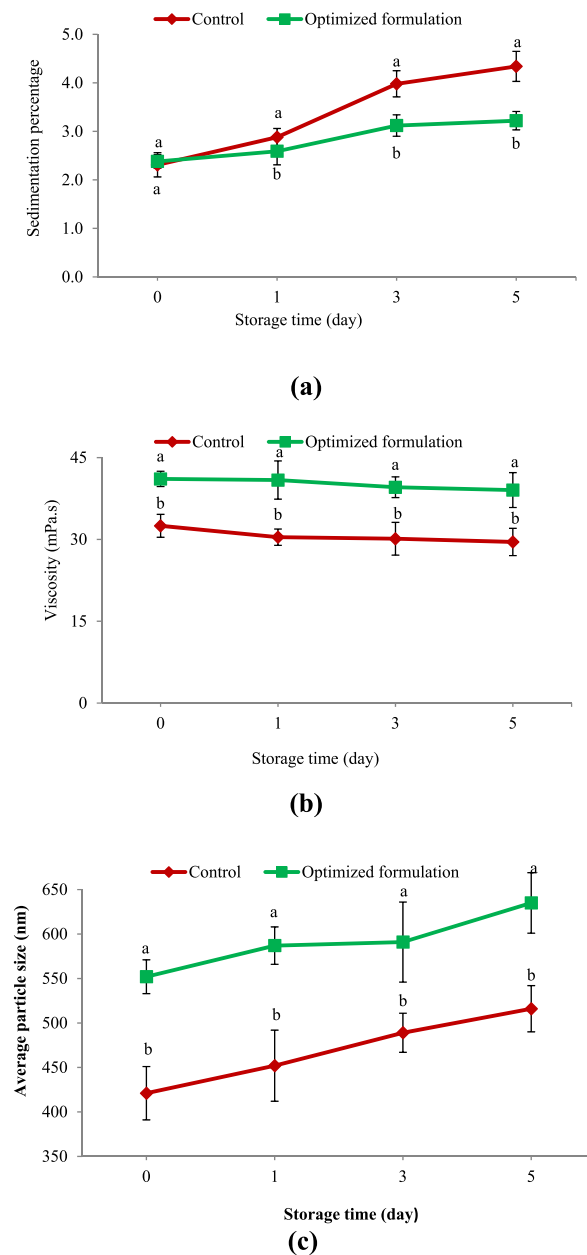 Control Optimized formulation
5.0
4.0
3.0
2.0
1.0
0.0
Sedimentation percentage
a
a
a
a
a
b
b
b
0 1 3 5
Storage time (day)
(a)
Control Optimized formulation
45
30
15
0
Viscosity (mPa.s)
a a a a
b b b b
0 1 3 5
Storage time (day)
(b)
Control Optimized formulation
650
600
550
500
450
400
350
Average particle size (nm)
a a a a
b b b b
0 1 3 5
Storage time (day)
(c)